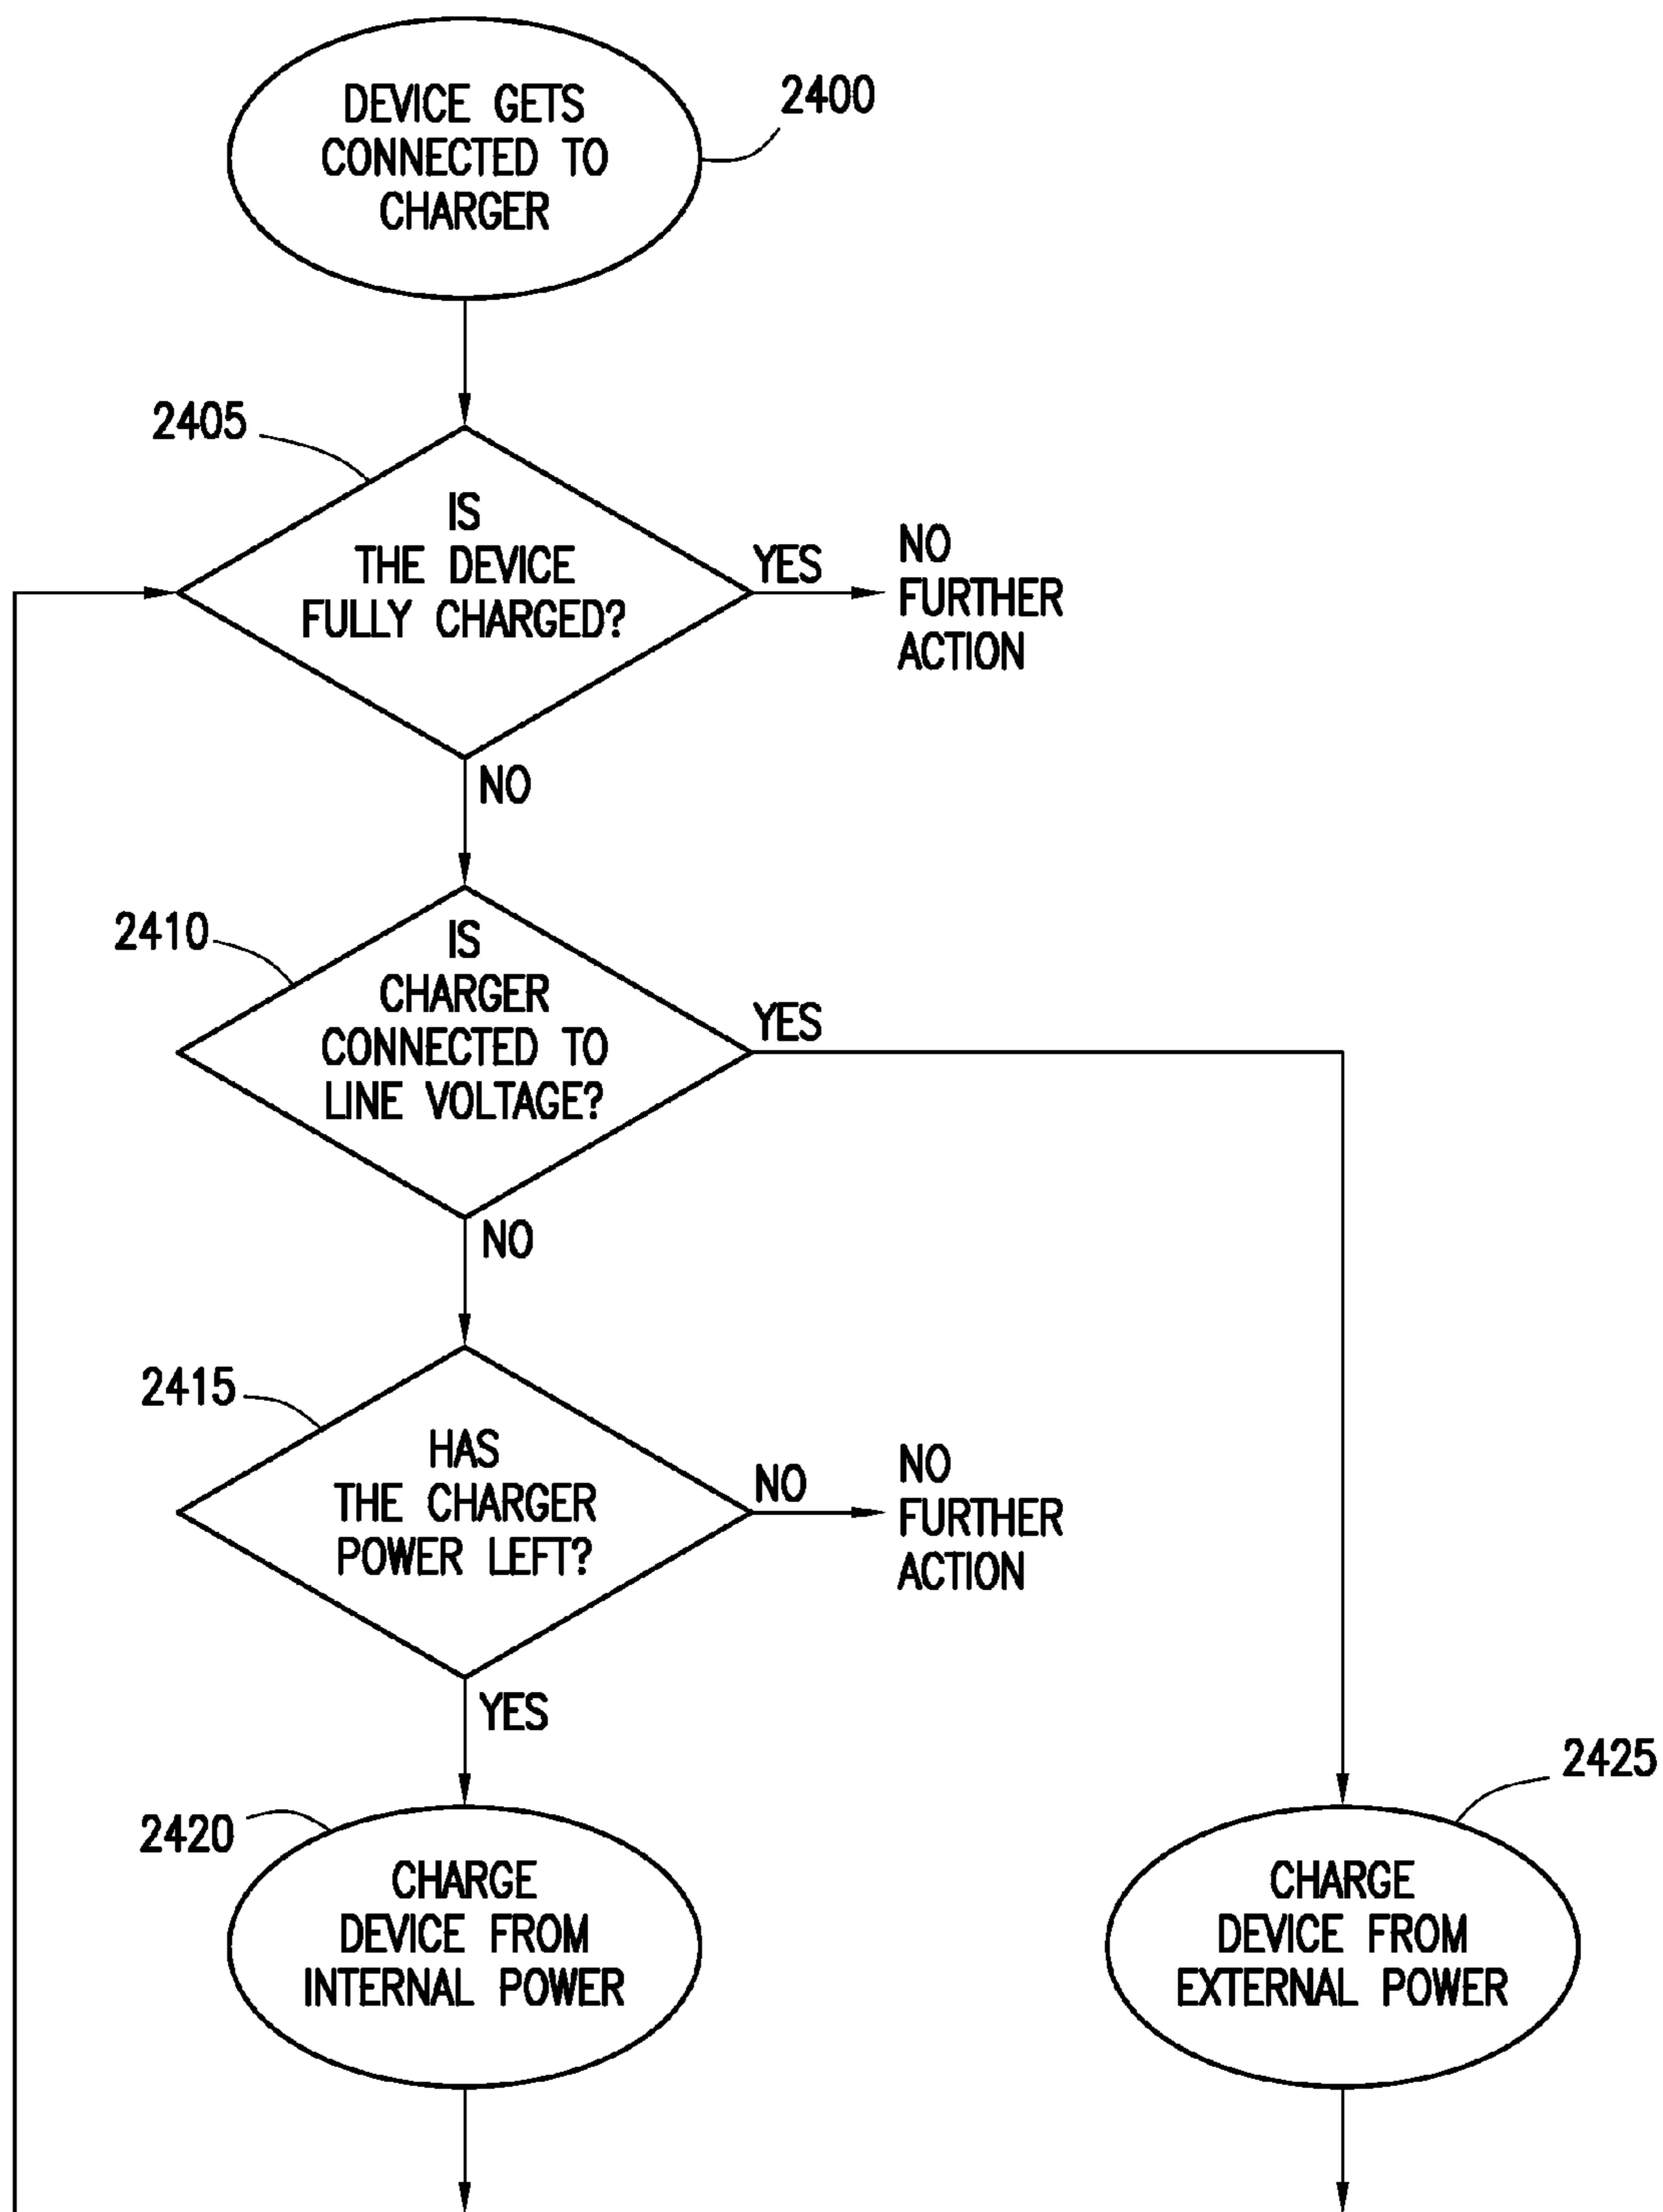 DEVICE GETS
CONNECTED TO
CHARGER
2400
2405
IS
THE DEVICE
FULLY CHARGED?
YES
NO
FURTHER
ACTION
NO
2410
IS
CHARGER
CONNECTED TO
LINE VOLTAGE?
YES
NO
2415
HAS
THE CHARGER
POWER LEFT?
NO
NO
FURTHER
ACTION
YES
2420
CHARGE
DEVICE FROM
INTERNAL POWER
2425
CHARGE
DEVICE FROM
EXTERNAL POWER